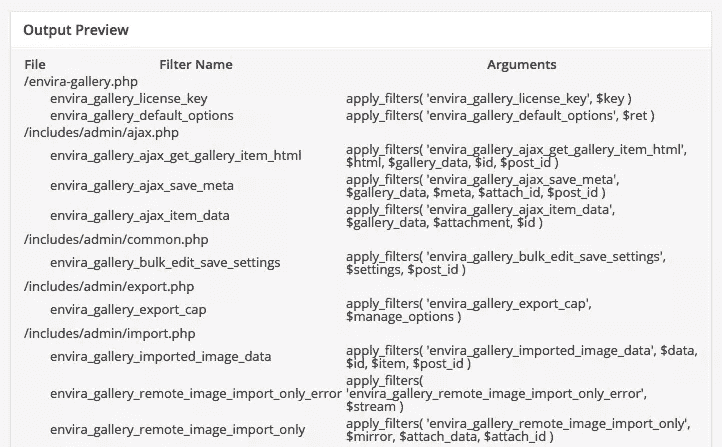 Output Preview
File Filter Name Arguments
/envira-gallery.php
envira_gallery_license_key apply_filters( 'envira_gallery_license_key', $key )
envira_gallery_default_options apply_filters( 'envira_gallery_default_options', $ret )
/includes/admin/ajax.php
envira_gallery_ajax_get_gallery_item_html apply_filters( 'envira_gallery_ajax_get_gallery_item_html',
$html, $gallery_data, $id, $post_id )
envira_gallery_ajax_save_meta apply_filters( 'envira_gallery_ajax_save_meta',
$gallery_data, $meta, $attach_id, $post_id )
envira_gallery_ajax_item_data apply_filters( 'envira_gallery_ajax_item_data',
$gallery_data, $attachment, $id )
/includes/admin/common.php
envira_gallery_bulk_edit_save_settings apply_filters( 'envira_gallery_bulk_edit_save_settings',
$settings, $post_id )
/includes/admin/export.php
envira_gallery_export_cap apply_filters( 'envira_gallery_export_cap',
$manage_options )
/includes/admin/import.php
envira_gallery_imported_image_data apply_filters( 'envira_gallery_imported_image_data', $data,
$id, $item, $post_id )
apply_filters(
envira_gallery_remote_image_import_only_error 'envira_gallery_remote_image_import_only_error',
$stream )
envira_gallery_remote_image_import_only apply_filters( 'envira_gallery_remote_image_import_only',
$mirror, $attach_data, $attach_id )